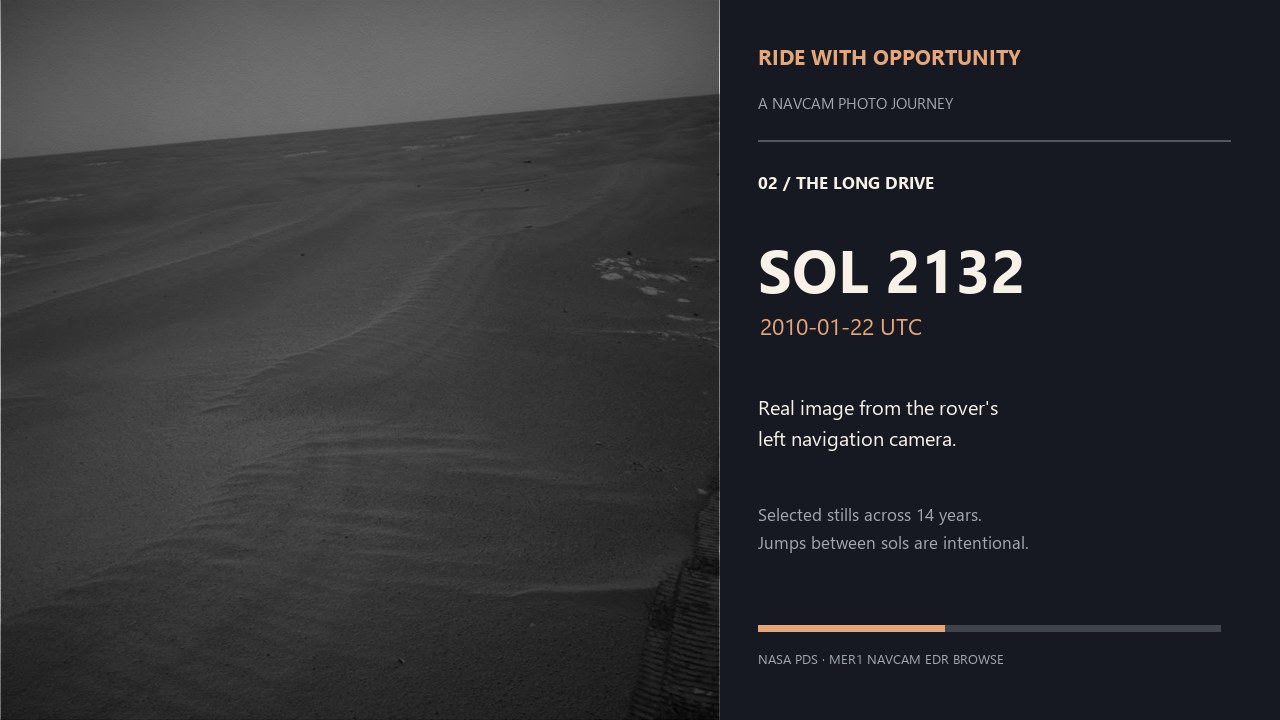 RIDE WITH OPPORTUNITY
A NAVCAM PHOTO JOURNEY
02 / THE LONG DRIVE
SOL 2132
2010-01-22 UTC
Real image from the rover's
left navigation camera.
Selected stills across 14 years.
Jumps between sols are intentional.
NASA PDS · MER1 NAVCAM EDR BROWSE